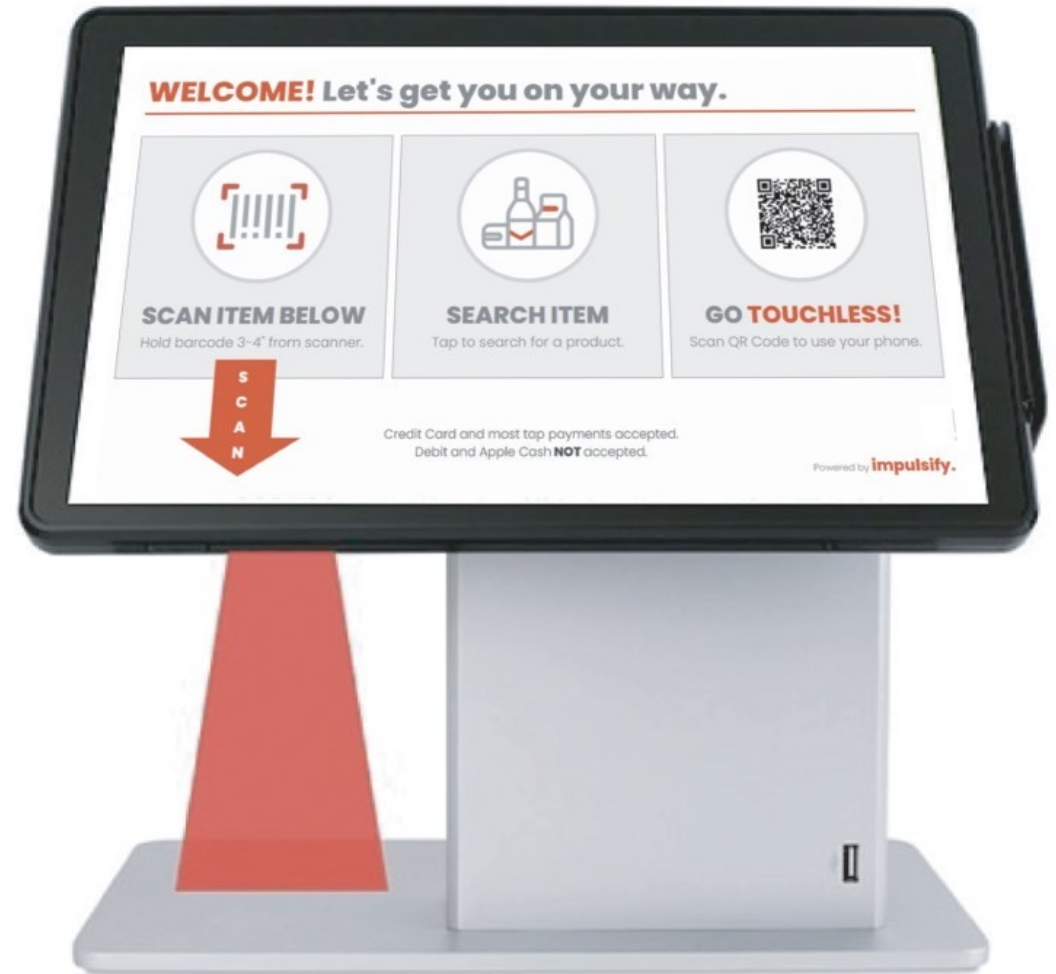 WELCOME! Let's get you on your way.
SCAN ITEM BELOW
Hold barcode 3-4" from scanner.
SEARCH ITEM
Tap to search for a product.
GO TOUCHLESS!
Scan QR Code to use your phone.
SCAN
Credit Card and most tap payments accepted.
Debit and Apple Cash NOT accepted.
Powered by impulsify.